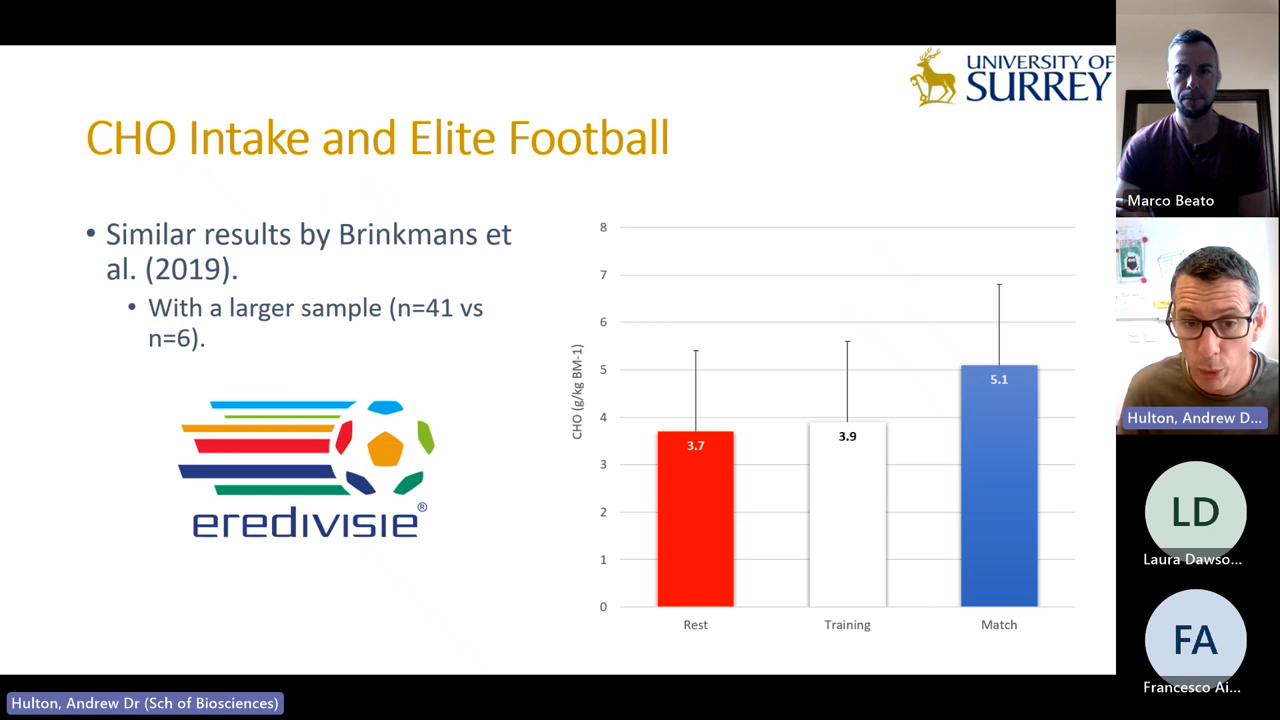 UNIVERSITY OF
SURREY
CHO Intake and Elite Football
• Similar results by Brinkmans et
al. (2019).
• With a larger sample (n=41 vs
n=6).
eredivisie®
CHO (g/kg BM-1)
8
7
6
5
4
3
2
1
0
3.7
3.9
5.1
Rest
Training
Match
Marco Beato
Hulton, Andrew D...
LD
Laura Dawso...
FA
Francesco Ai...
Hulton, Andrew Dr (Sch of Biosciences)